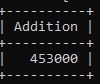 +----------+
| Addition |
+----------+
|   453000 |
+----------+